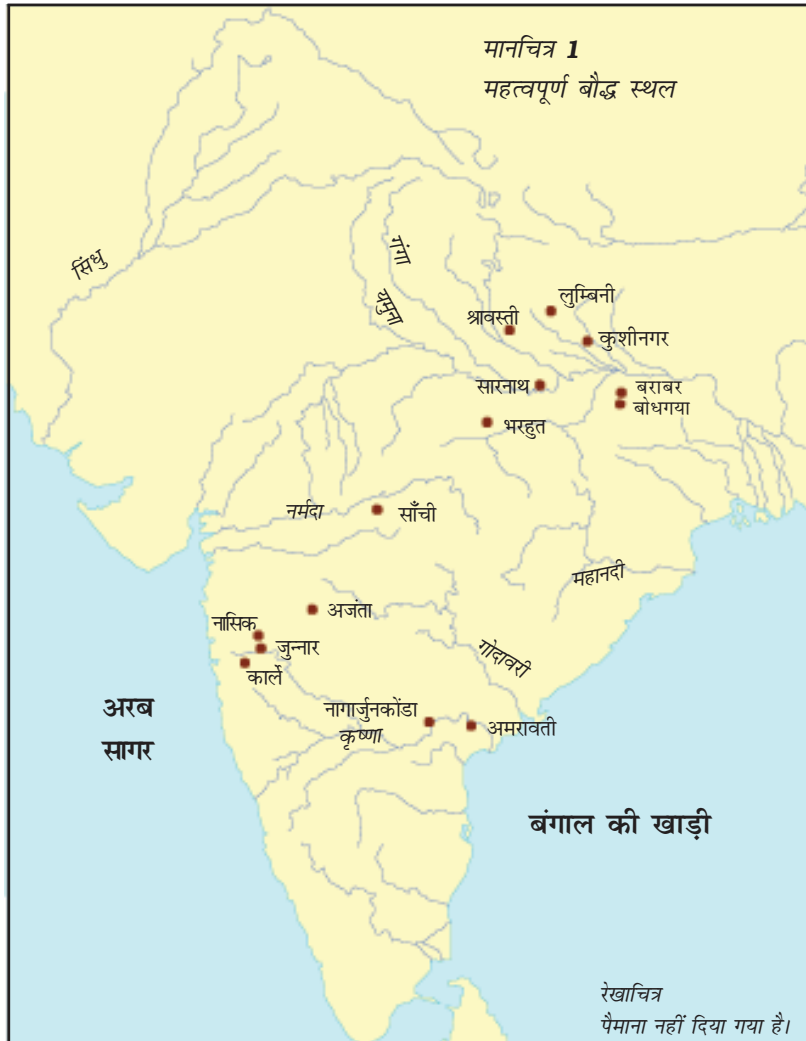 मानचित्र 1
महत्वपूर्ण बौद्ध स्थल
सिंधु
गंगा
यमुना
लुम्बिनी
श्रावस्ती
कुशीनगर
सारनाथ
बराबर
बोधगया
भरहुत
नर्मदा
साँची
महानदी
अजंता
नासिक
जुन्नार
कार्ले
गोदावरी
अरब
सागर
नागार्जुनकोंडा
कृष्णा
अमरावती
बंगाल की खाड़ी
रेखाचित्र
पैमाना नहीं दिया गया है।